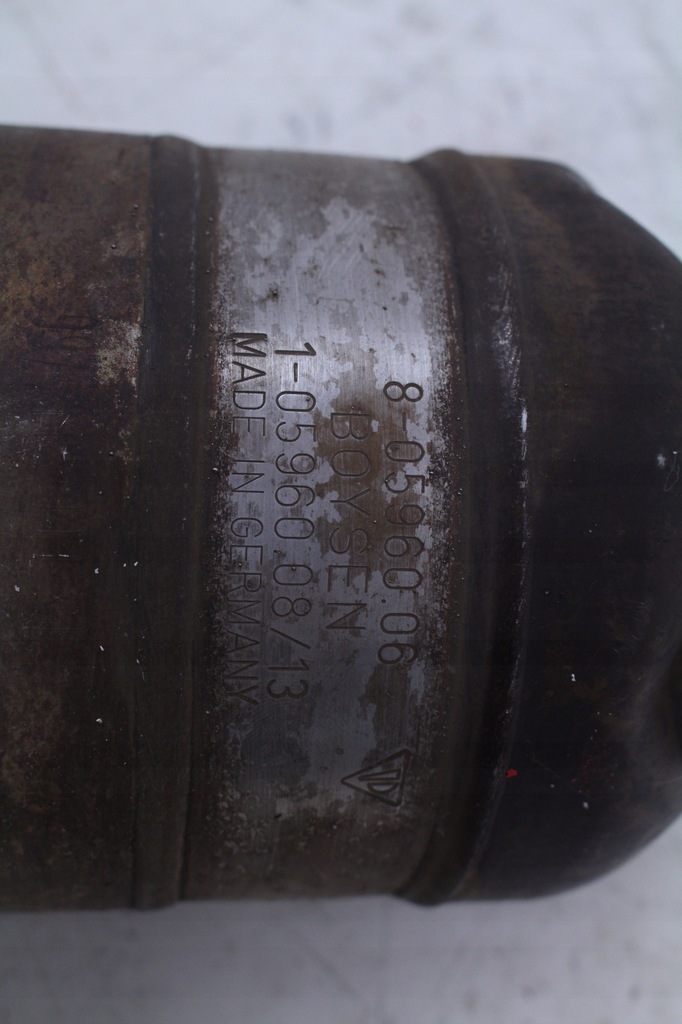 8-05960 06
BOYSEN
1-05960 08/13
MADE IN GERMANY